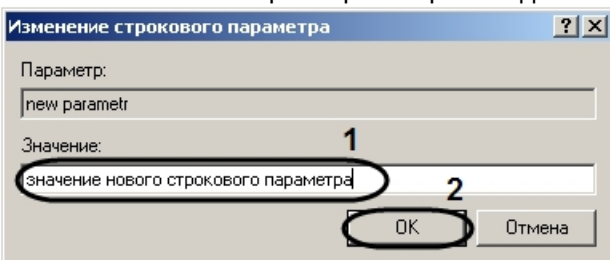 Изменение строкового параметра
Параметр:
new parametr
Значение:
1
значение нового строкового параметра
2
OK
Отмена